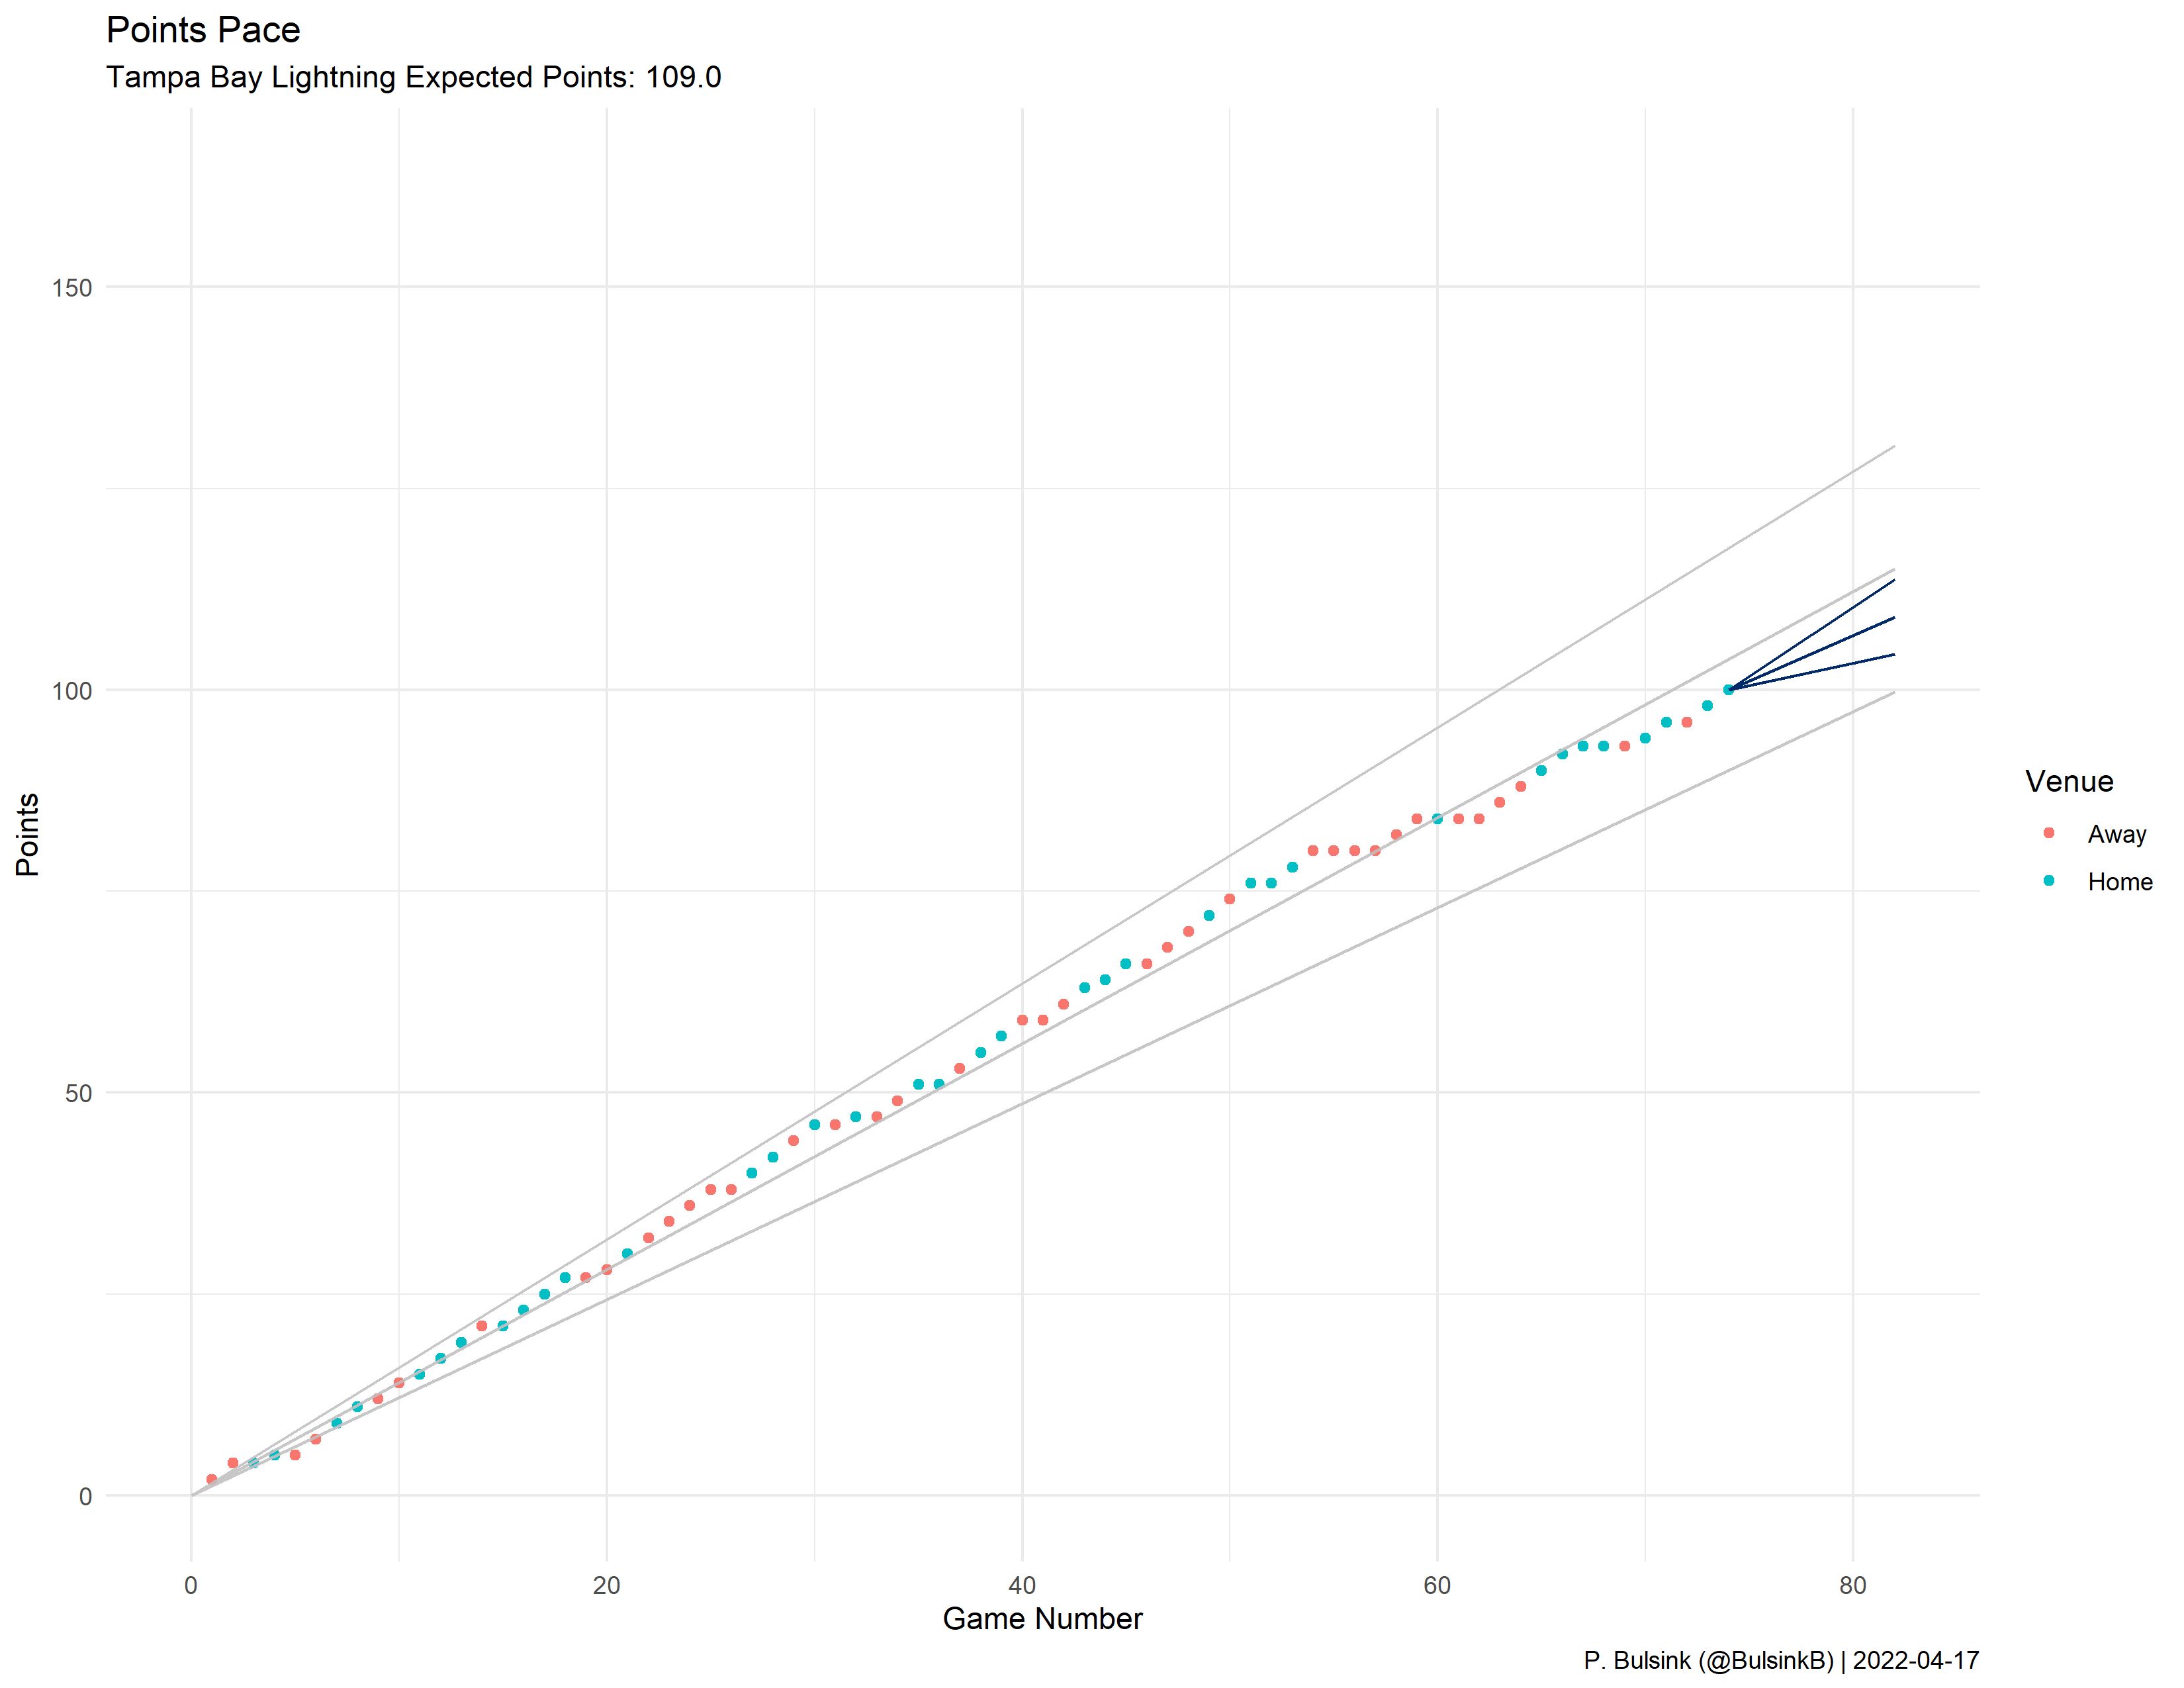 Points Pace
Tampa Bay Lightning Expected Points: 109.0
150
100
50
0
Points
0 20 40 60 80
Game Number
Venue
Away
Home
P. Bulsink (@BulsinkB) | 2022-04-17